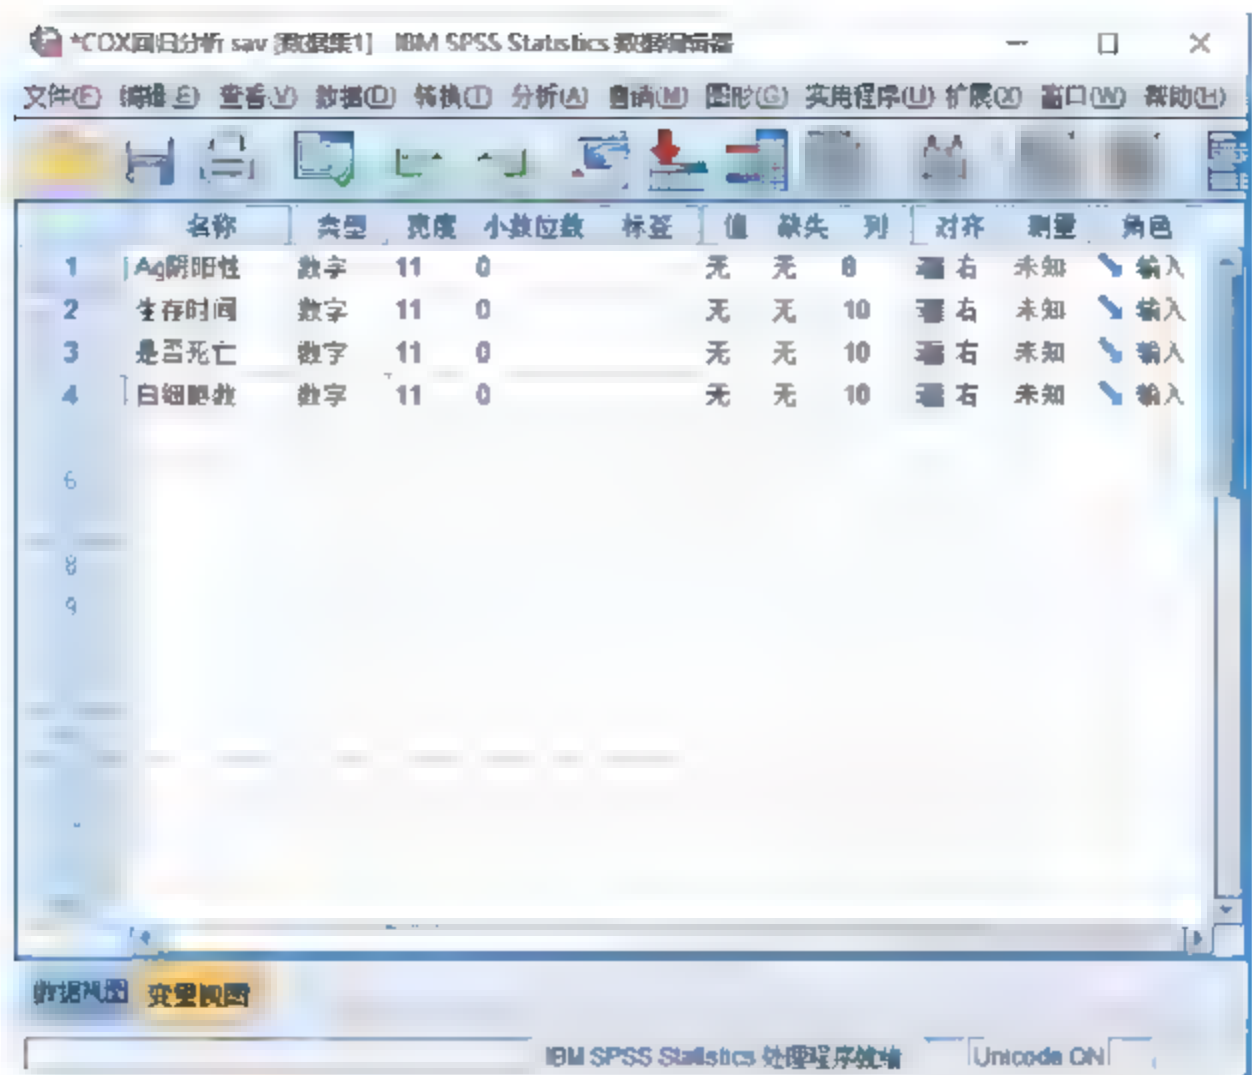 *COX回归分析 sav [数据集1] IBM SPSS Statistics 数据编辑器
文件(F) 编辑(E) 查看(V) 数据(D) 转换(T) 分析(A) 直销(M) 图形(G) 实用程序(U) 扩展(X) 窗口(W) 帮助(H)
名称 类型 宽度 小数位数 标签 值 缺失 列 对齐 测量 角色
1 Ag阴阳性 数字 11 0 无 无 8 右 未知 输入
2 生存时间 数字 11 0 无 无 10 右 未知 输入
3 是否死亡 数字 11 0 无 无 10 右 未知 输入
4 白细胞数 数字 11 0 无 无 10 右 未知 输入
6
8
9
数据视图 变量视图
IBM SPSS Statistics 处理程序就绪 Unicode ON